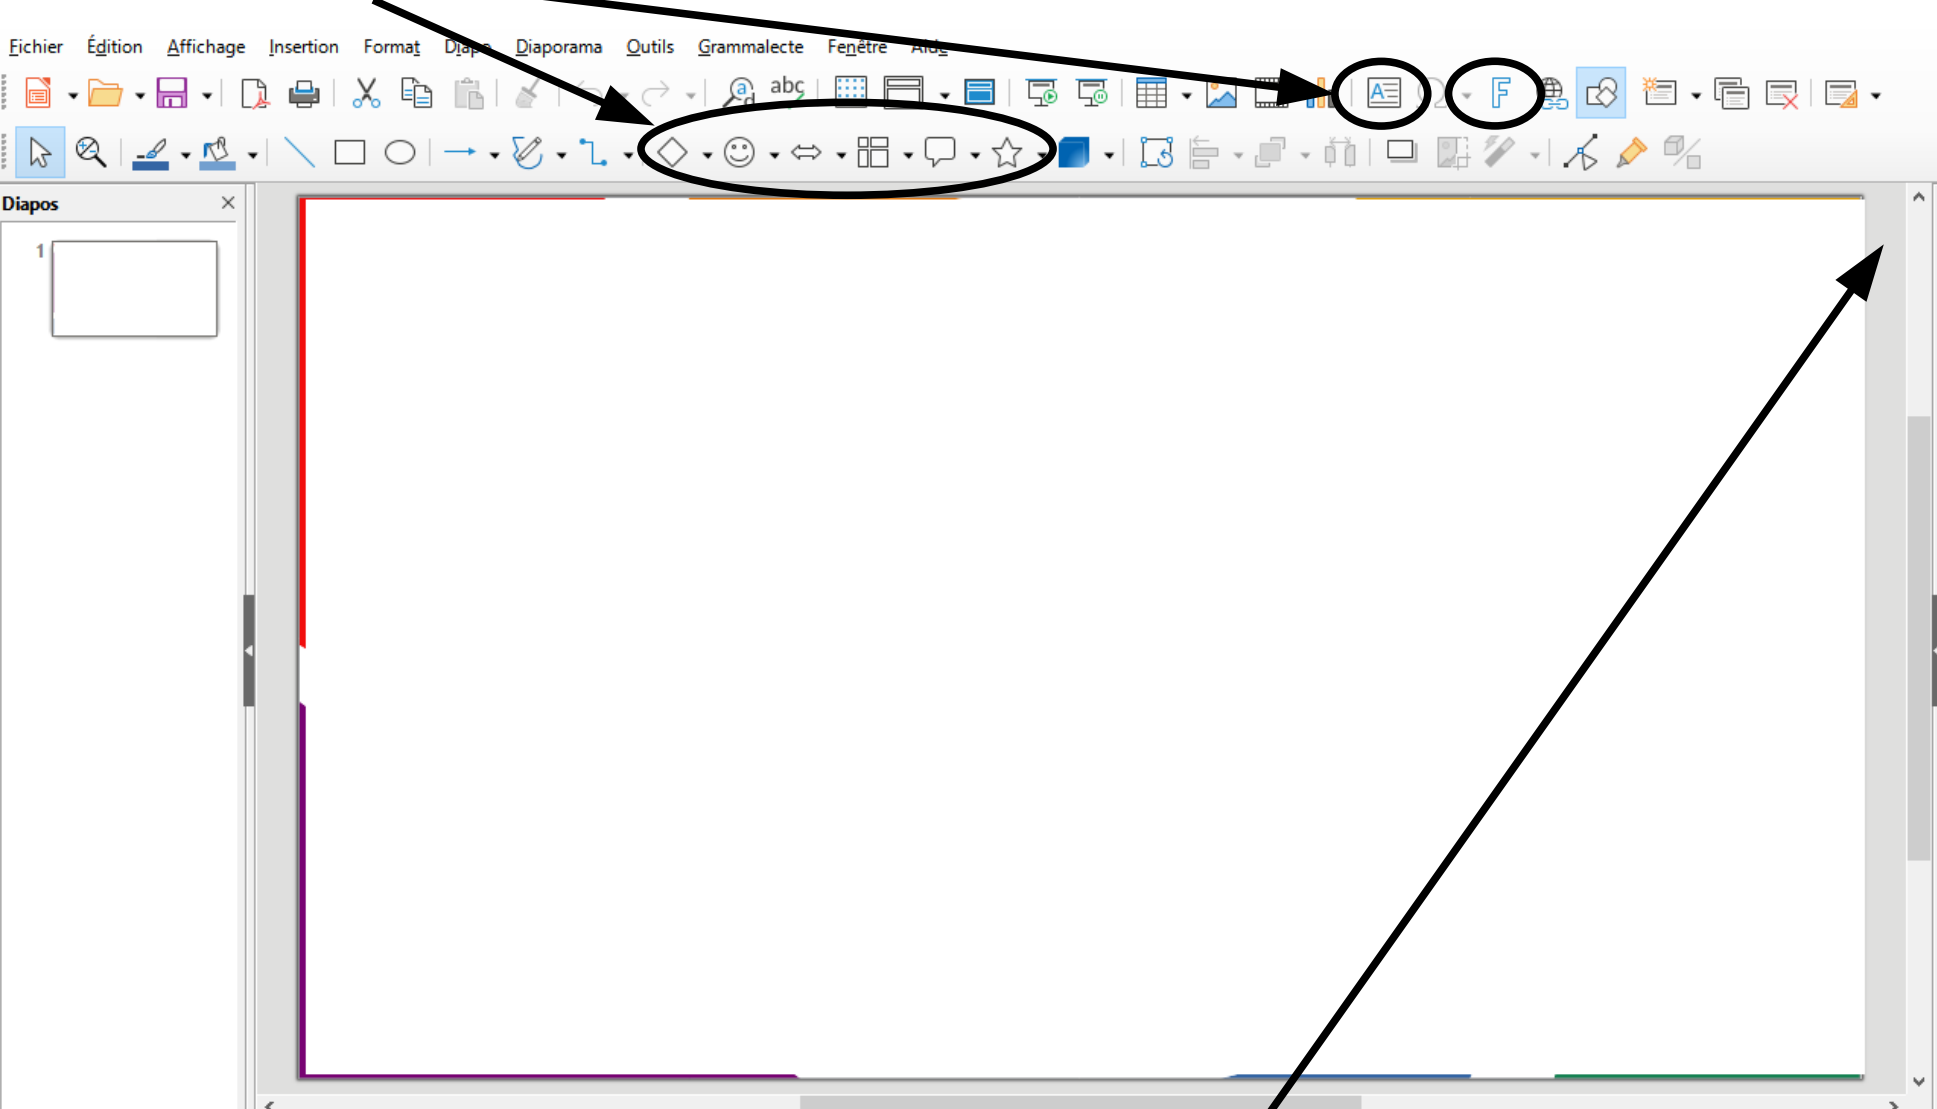 Fichier Édition Affichage Insertion Format Diapo Diaporama Outils Grammalecte Fenêtre Aide
abc
Diapos
1